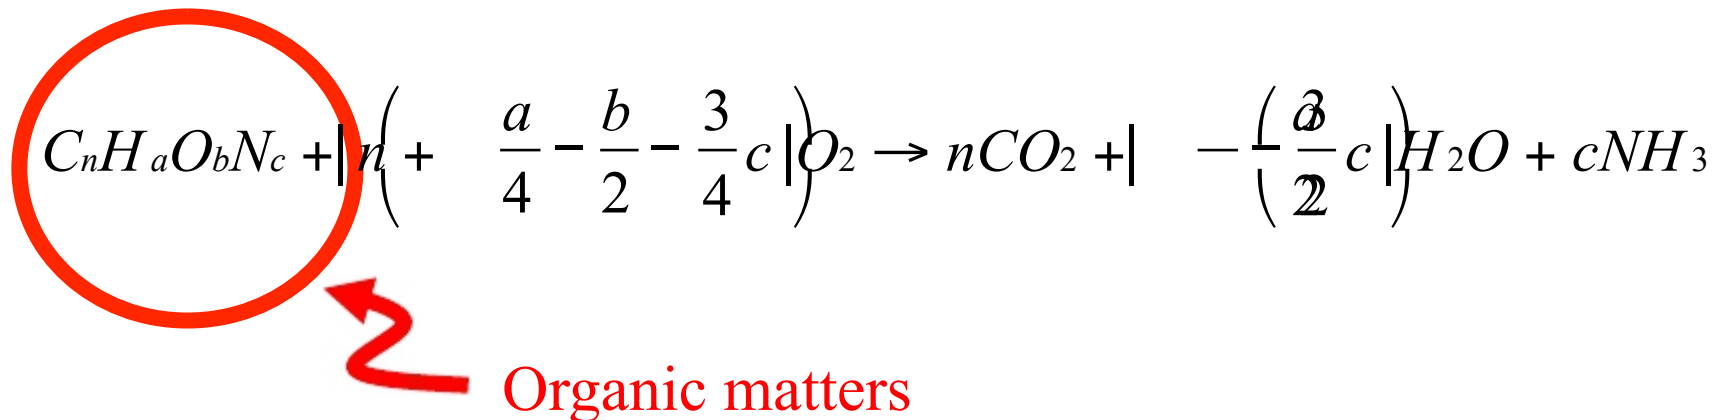 CnHaObNc + ( n + a/4 − b/2 − 3/4 c ) O2 → nCO2 + ( a/2 − 3/2 c ) H2O + cNH3
Organic matters